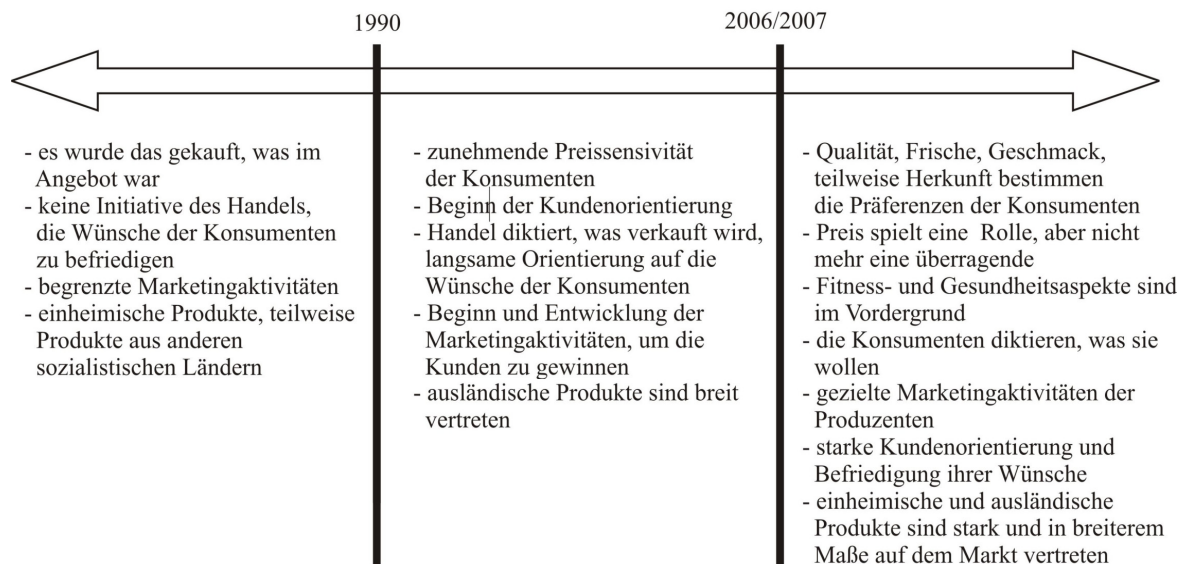 1990
2006/2007
- es wurde das gekauft, was im
Angebot war
- keine Initiative des Handels,
die Wünsche der Konsumenten
zu befriedigen
- begrenzte Marketingaktivitäten
- einheimische Produkte, teilweise
Produkte aus anderen
sozialistischen Ländern
- zunehmende Preissensivität
der Konsumenten
- Beginn der Kundenorientierung
- Handel diktiert, was verkauft wird,
langsame Orientierung auf die
Wünsche der Konsumenten
- Beginn und Entwicklung der
Marketingaktivitäten, um die
Kunden zu gewinnen
- ausländische Produkte sind breit
vertreten
- Qualität, Frische, Geschmack,
teilweise Herkunft bestimmen
die Präferenzen der Konsumenten
- Preis spielt eine Rolle, aber nicht
mehr eine überragende
- Fitness- und Gesundheitsaspekte sind
im Vordergrund
- die Konsumenten diktieren, was sie
wollen
- gezielte Marketingaktivitäten der
Produzenten
- starke Kundenorientierung und
Befriedigung ihrer Wünsche
- einheimische und ausländische
Produkte sind stark und in breiterem
Maße auf dem Markt vertreten